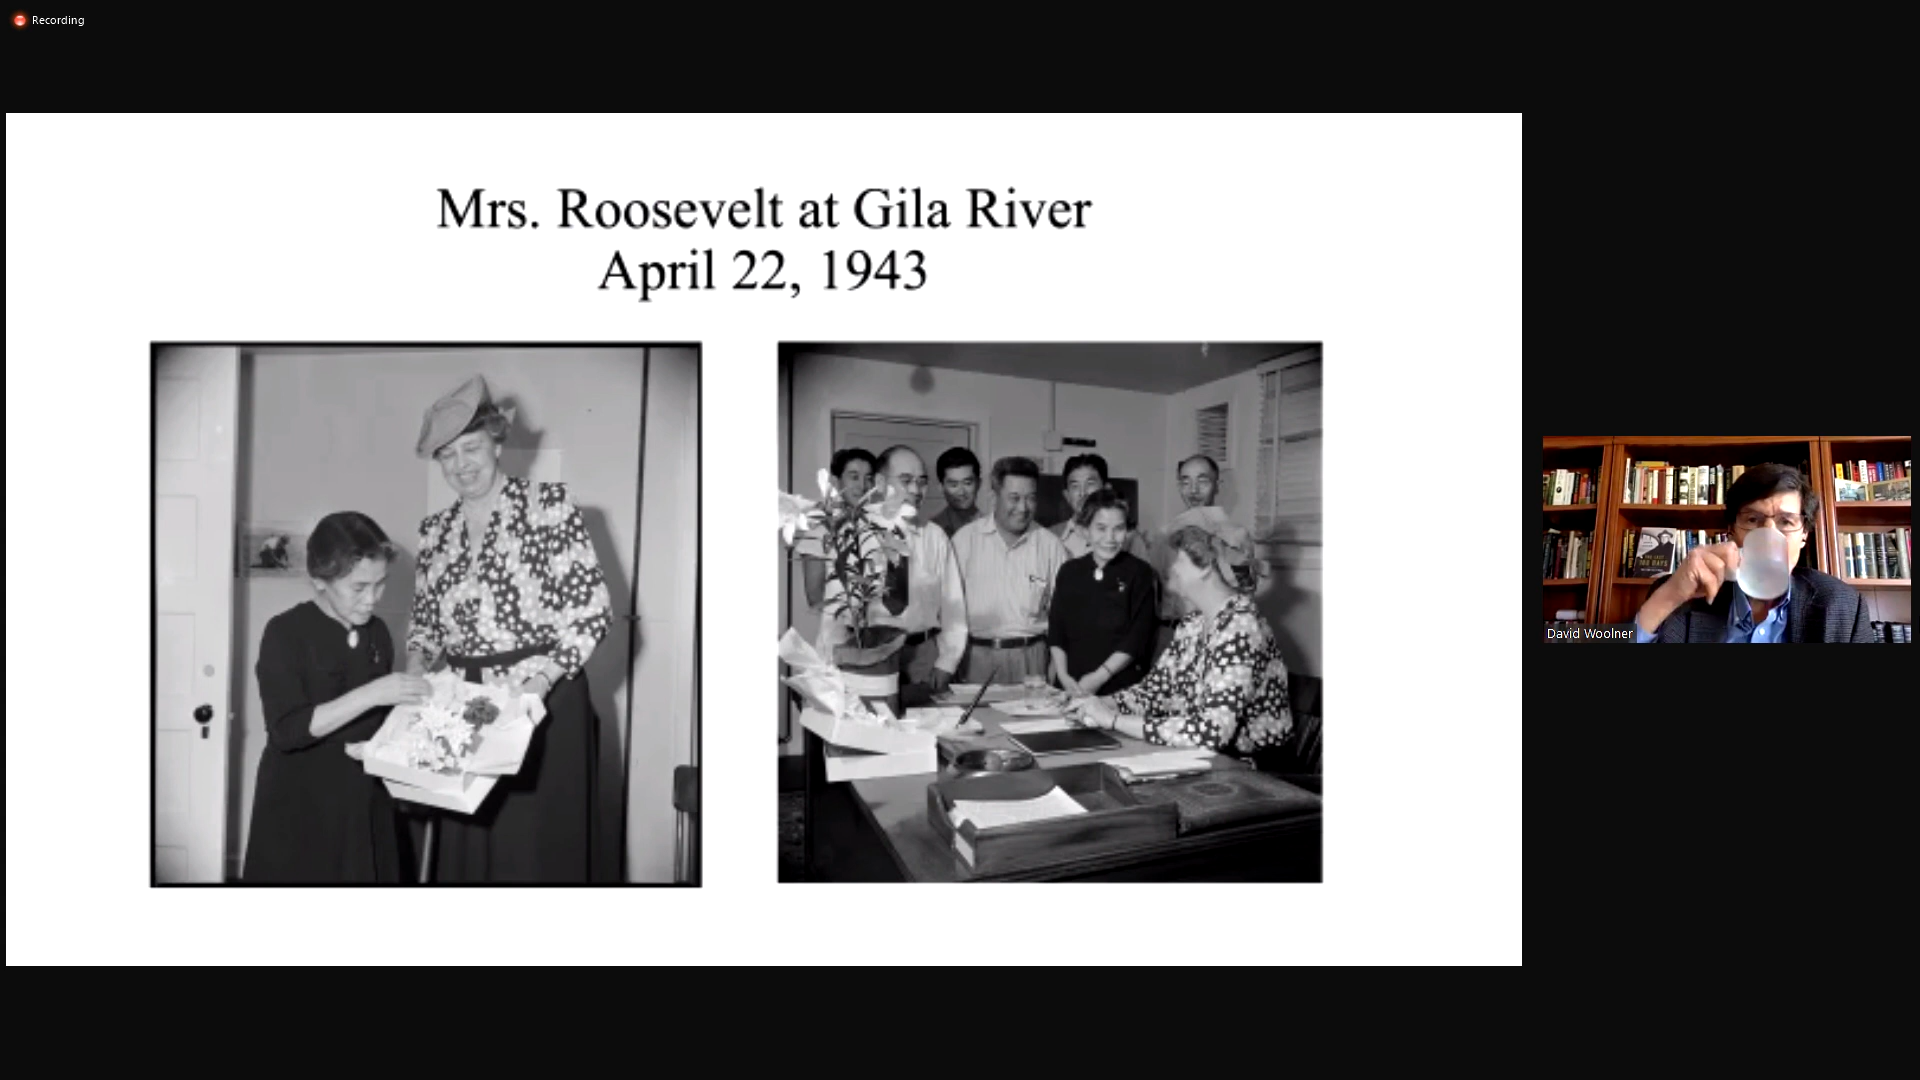 Recording
Mrs. Roosevelt at Gila River
April 22, 1943
David Woolner